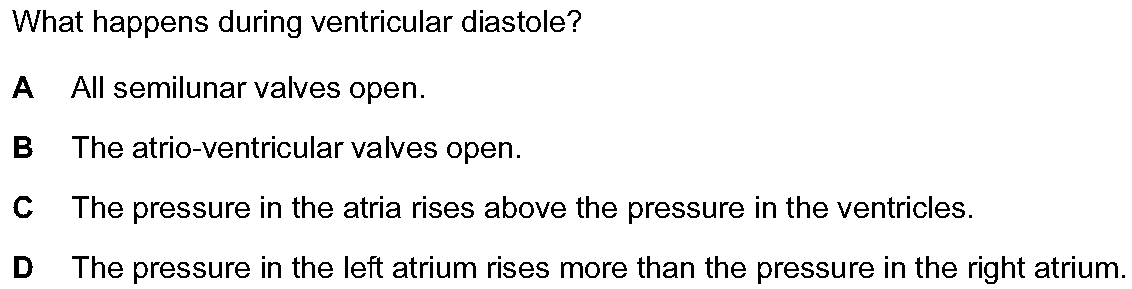 What happens during ventricular diastole?
A All semilunar valves open.
B The atrio-ventricular valves open.
C The pressure in the atria rises above the pressure in the ventricles.
D The pressure in the left atrium rises more than the pressure in the right atrium.